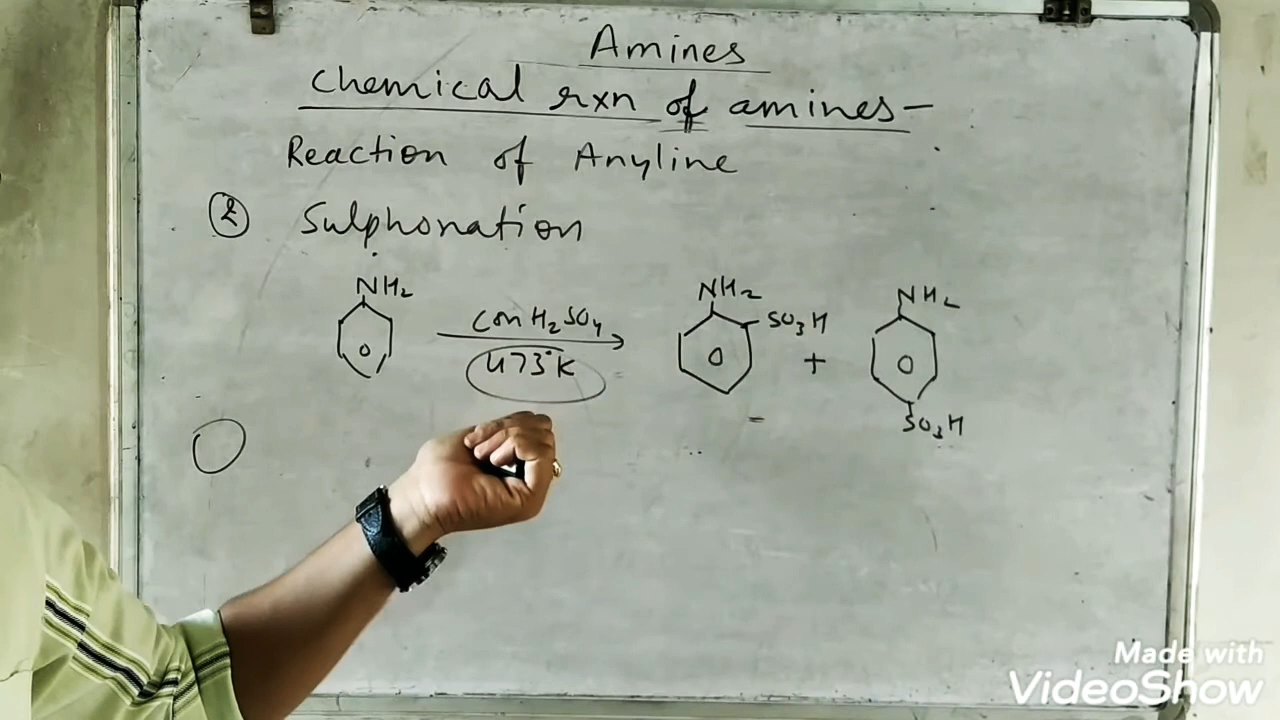 Amines
Chemical rxn of amines-
Reaction of Anyline
② Sulphonation
NH₂
Con H₂SO₄
473°K
NH₂
SO₃H
+
NH₂
SO₃H
Made with
VideoShow